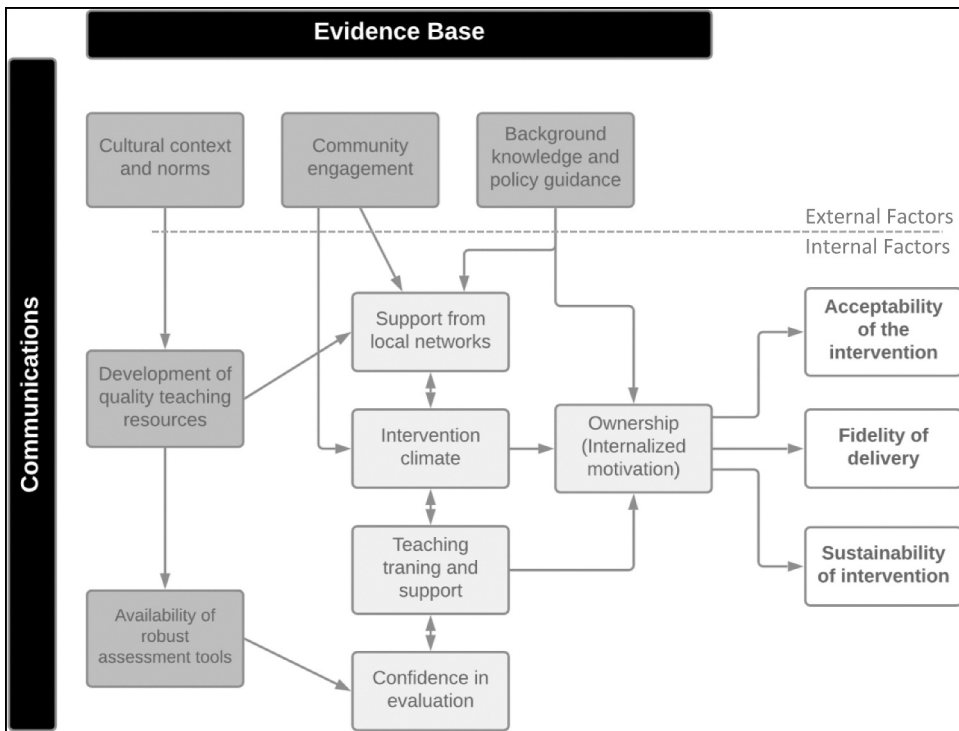 Evidence Base
Communications
Cultural context
and norms
Community
engagement
Background
knowledge and
policy guidance
External Factors
Internal Factors
Support from
local networks
Acceptability
of the
intervention
Development of
quality teaching
resources
Intervention
climate
Ownership
(Internalized
motivation)
Fidelity of
delivery
Teaching
traning and
support
Sustainability
of intervention
Availability of
robust
assessment tools
Confidence in
evaluation